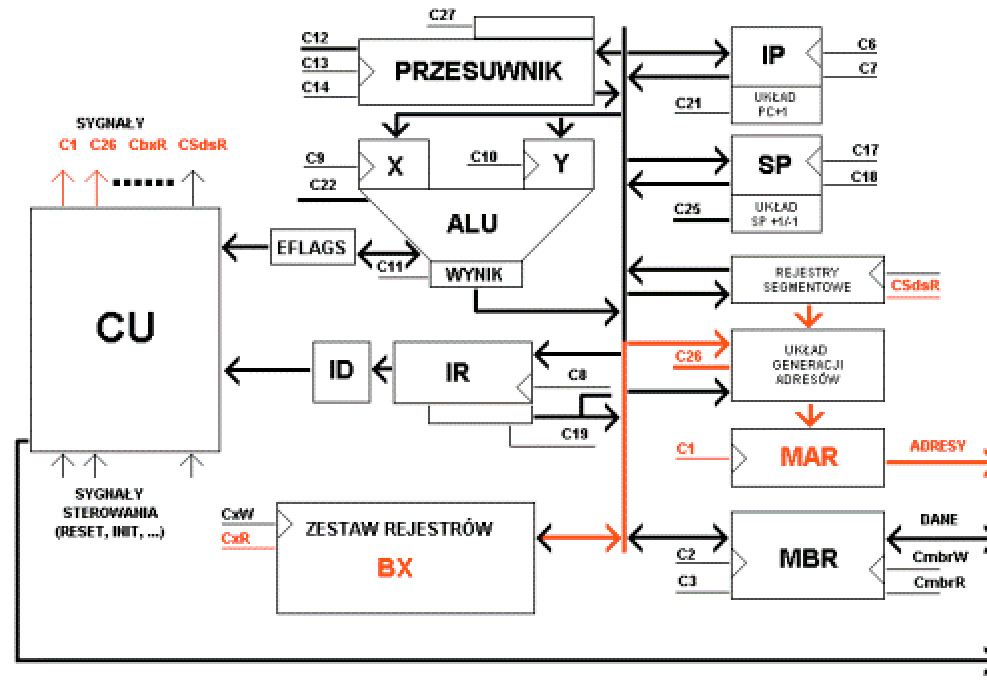 C27
C12
C13
C14
PRZESUWNIK
IP
C6
C7
C21
UKŁAD
PC+1
SYGNAŁY
C1 C26 CbxR CSdsR
C9
X
C10
Y
C22
ALU
SP
C17
C18
C25
UKŁAD
SP +1/-1
EFLAGS
C11
WYNIK
REJESTRY
SEGMENTOWE
CSdsR
CU
ID
IR
C8
C19
C26
UKŁAD
GENERACJI
ADRESÓW
C1
MAR
ADRESY
SYGNAŁY
STEROWANIA
(RESET, INIT, ...)
CxW
CxR
ZESTAW REJESTRÓW
BX
C2
C3
MBR
DANE
CmbrW
CmbrR